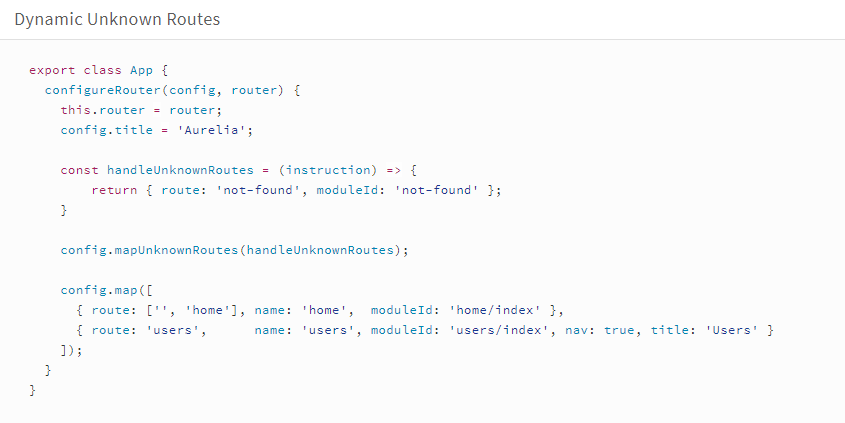 Dynamic Unknown Routes
export class App {
  configureRouter(config, router) {
    this.router = router;
    config.title = 'Aurelia';
    const handleUnknownRoutes = (instruction) => {
        return { route: 'not-found', moduleId: 'not-found' };
    }
    config.mapUnknownRoutes(handleUnknownRoutes);
    config.map([
      { route: ['', 'home'], name: 'home',  moduleId: 'home/index' },
      { route: 'users',      name: 'users', moduleId: 'users/index', nav: true, title: 'Users' }
    ]);
  }
}